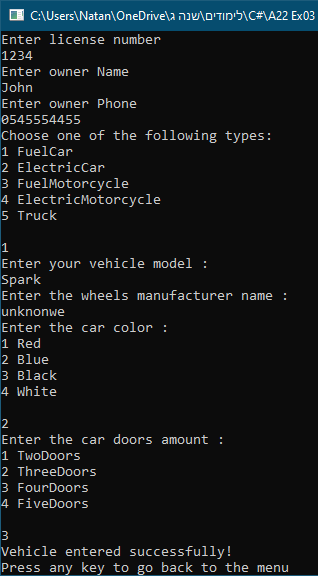 C:\Users\Natan\OneDrive\לימודים\שנה ג\C#\A22 Ex03
Enter license number
1234
Enter owner Name
John
Enter owner Phone
0545554455
Choose one of the following types:
1 FuelCar
2 ElectricCar
3 FuelMotorcycle
4 ElectricMotorcycle
5 Truck
1
Enter your vehicle model :
Spark
Enter the wheels manufacturer name :
unknonwe
Enter the car color :
1 Red
2 Blue
3 Black
4 White
2
Enter the car doors amount :
1 TwoDoors
2 ThreeDoors
3 FourDoors
4 FiveDoors
3
Vehicle entered successfully!
Press any key to go back to the menu